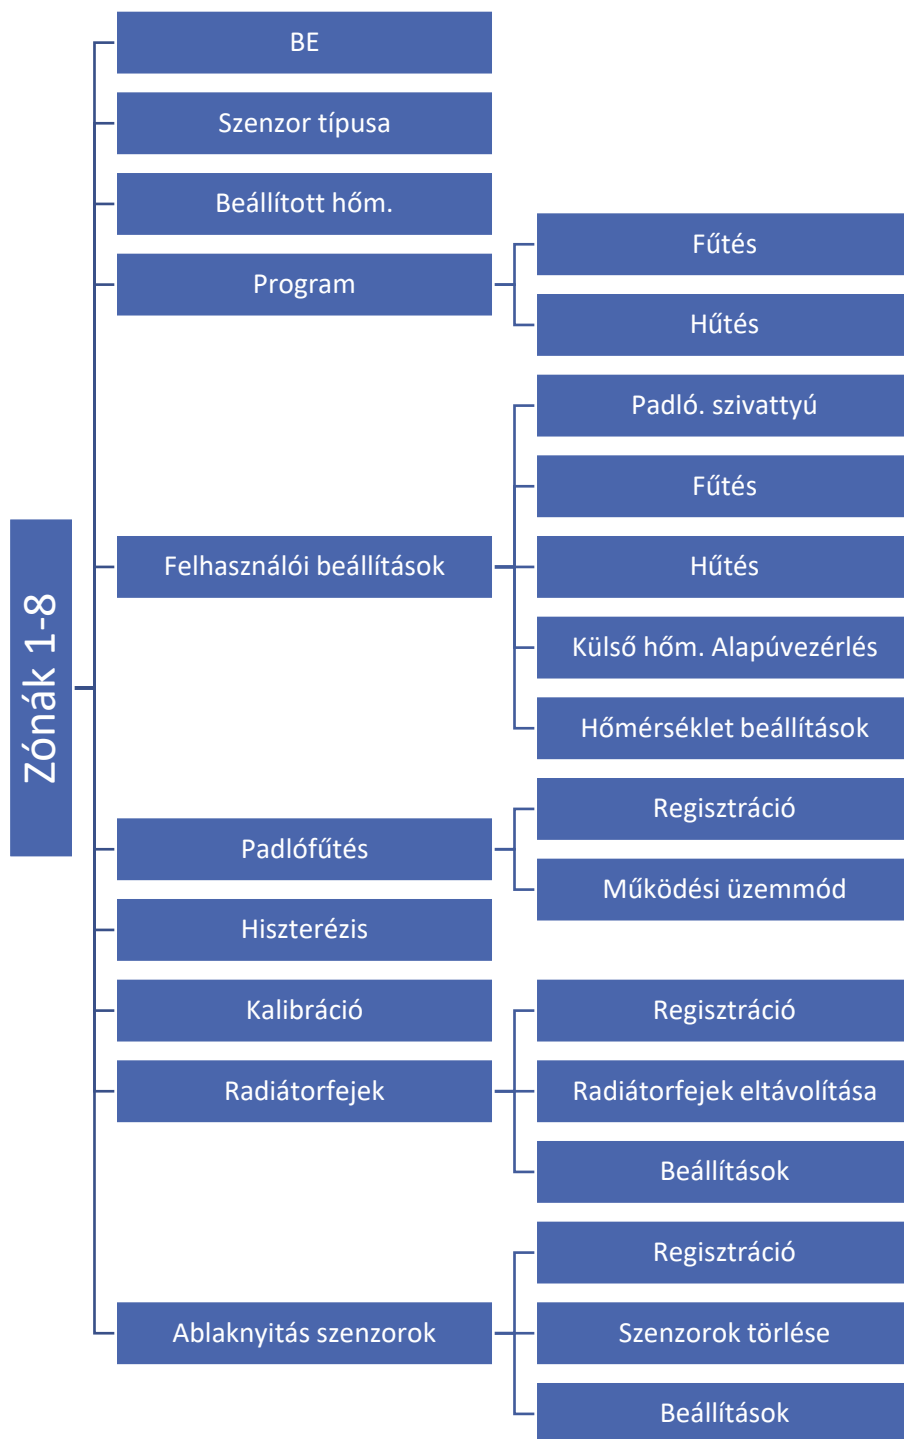 Zónák 1-8
BE
Szenzor típusa
Beállított hőm.
Program
Fűtés
Hűtés
Felhasználói beállítások
Padló. szivattyú
Fűtés
Hűtés
Külső hőm. Alapúvezérlés
Hőmérséklet beállítások
Padlófűtés
Regisztráció
Működési üzemmód
Hiszterézis
Kalibráció
Radiátorfejek
Regisztráció
Radiátorfejek eltávolítása
Beállítások
Ablaknyitás szenzorok
Regisztráció
Szenzorok törlése
Beállítások